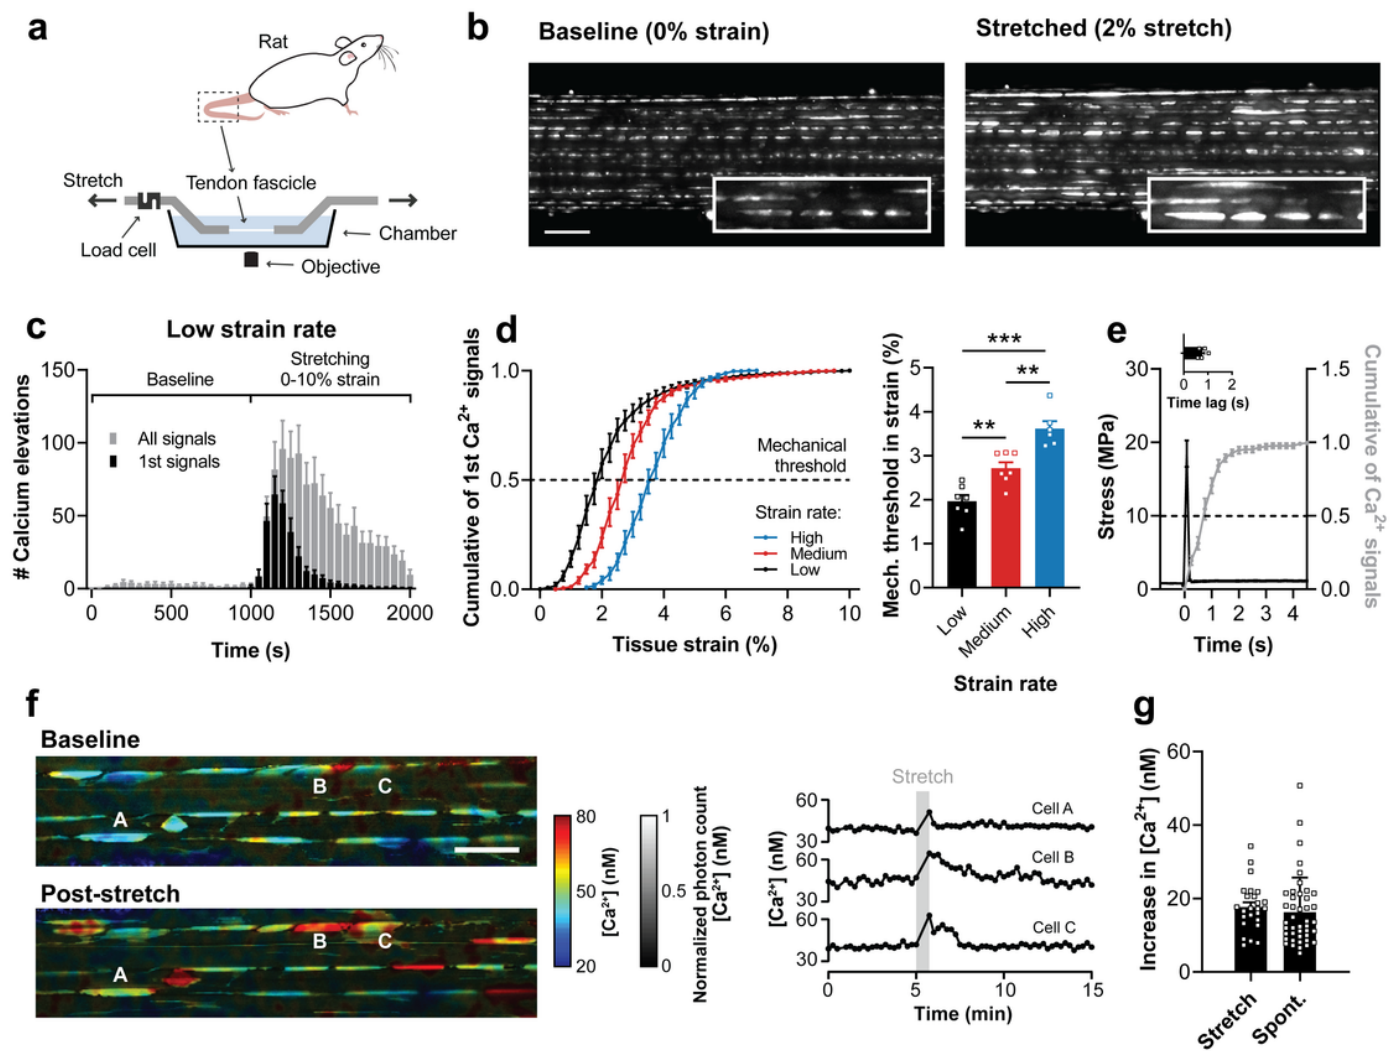 a
Rat
Stretch
Tendon fascicle
Load cell
Chamber
Objective
b
Baseline (0% strain)
Stretched (2% stretch)
c
Low strain rate
Baseline
Stretching
0-10% strain
All signals
1st signals
# Calcium elevations
150
100
50
0
0
500
1000
1500
2000
Time (s)
d
Cumulative of 1st Ca²⁺ signals
1.0
0.5
0.0
Mechanical
threshold
Strain rate:
High
Medium
Low
0
2
4
6
8
10
Tissue strain (%)
Mech. threshold in strain (%)
5
4
3
2
1
0
***
**
**
Low
Medium
High
Strain rate
e
0
1
2
Time lag (s)
Stress (MPa)
30
20
10
0
1.5
1.0
0.5
0.0
Cumulative of Ca²⁺ signals
0
1
2
3
4
Time (s)
f
Baseline
A
B
C
Post-stretch
A
B
C
80
50
20
[Ca²⁺] (nM)
1
0.5
0
Normalized photon count
[Ca²⁺] (nM)
Stretch
[Ca²⁺] (nM)
60
30
Cell A
60
30
Cell B
60
30
Cell C
0
5
10
15
Time (min)
g
Increase in [Ca²⁺] (nM)
60
40
20
0
Stretch
Spont.